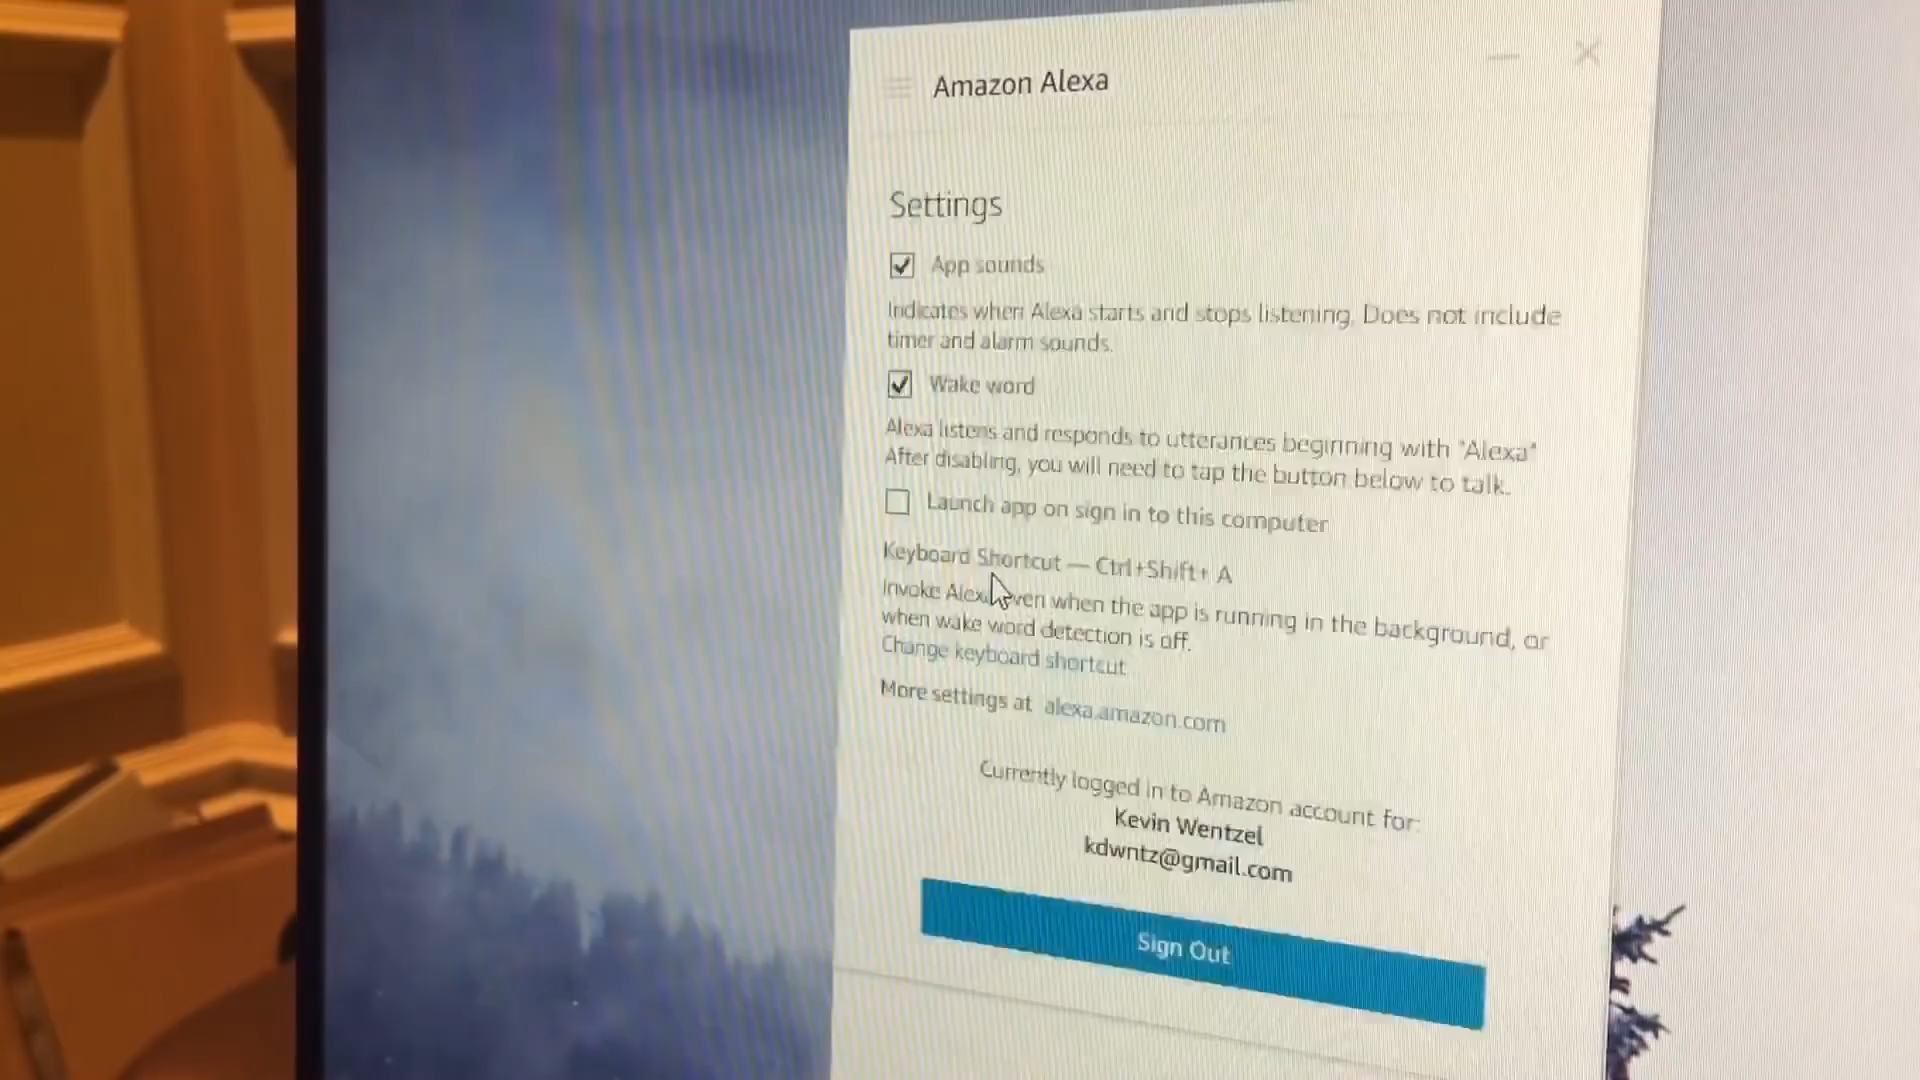 Amazon Alexa
Settings
App sounds
Indicates when Alexa starts and stops listening. Does not include
timer and alarm sounds.
Wake word
Alexa listens and responds to utterances beginning with "Alexa"
After disabling, you will need to tap the button below to talk.
Launch app on sign in to this computer
Keyboard Shortcut — Ctrl+Shift+ A
Invoke Alexa even when the app is running in the background, or
when wake word detection is off.
Change keyboard shortcut
More settings at alexa.amazon.com
Currently logged in to Amazon account for:
Kevin Wentzel
kdwntz@gmail.com
Sign Out